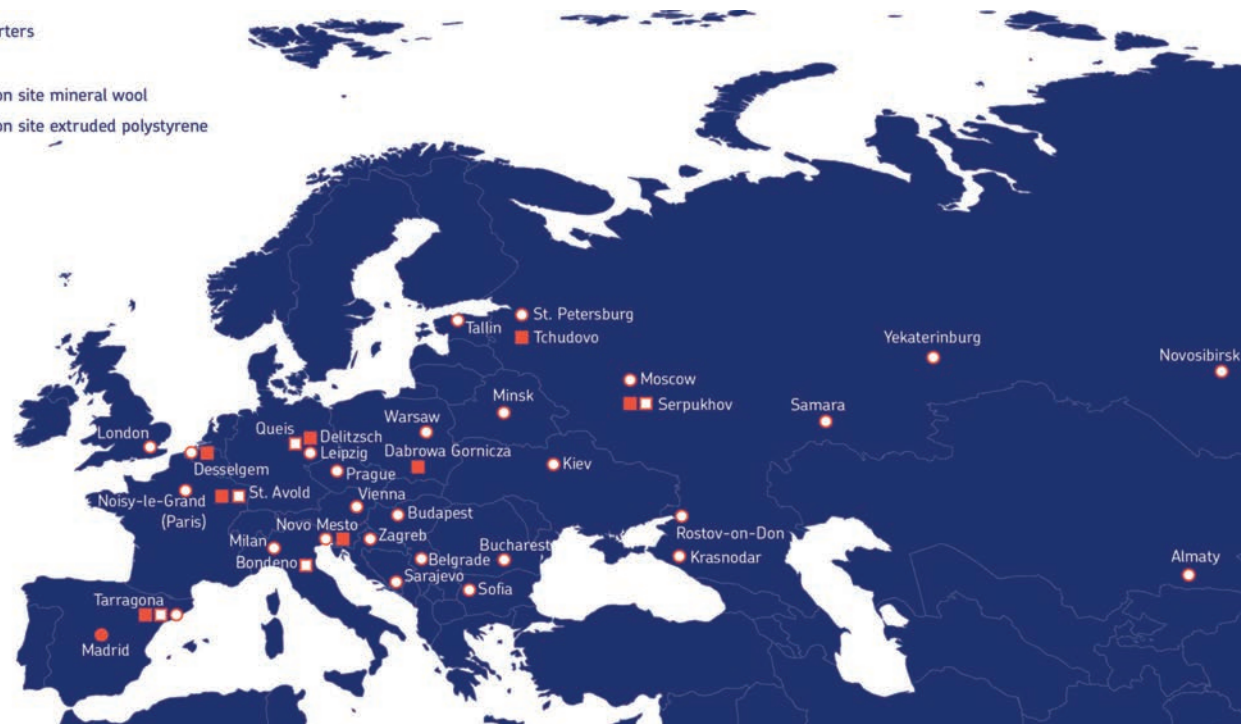 rters
on site mineral wool
on site extruded polystyrene
St. Petersburg
Tallin
Tchudovo
Yekaterinburg
Novosibirsk
Moscow
Minsk
Serpukhov
Samara
Warsaw
Queis
Delitzsch
London
Leipzig
Dabrowa Gornicza
Desselgem
Prague
Kiev
Noisy-le-Grand
(Paris)
St. Avold
Vienna
Budapest
Novo Mesto
Rostov-on-Don
Milan
Zagreb
Bucharest
Bondeno
Belgrade
Krasnodar
Almaty
Sarajevo
Sofia
Tarragona
Madrid